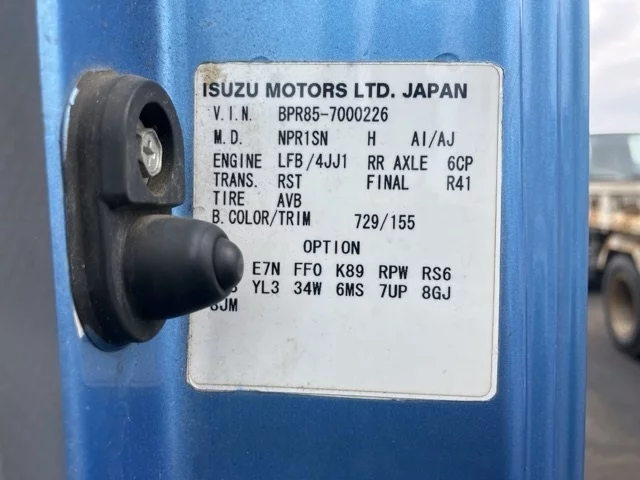 ISUZU MOTORS LTD. JAPAN
V.I.N. BPR85-7000226
M.D. NPR1SN H AI/AJ
ENGINE LFB/4JJ1 RR AXLE 6CP
TRANS. RST FINAL R41
TIRE AVB
B.COLOR/TRIM 729/155
OPTION
E7N FF0 K89 RPW RS6
YL3 34W 6MS 7UP 8GJ
8JM